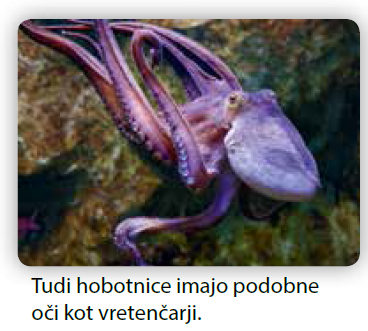 Tudi hobotnice imajo podobne
oči kot vretenčarji.